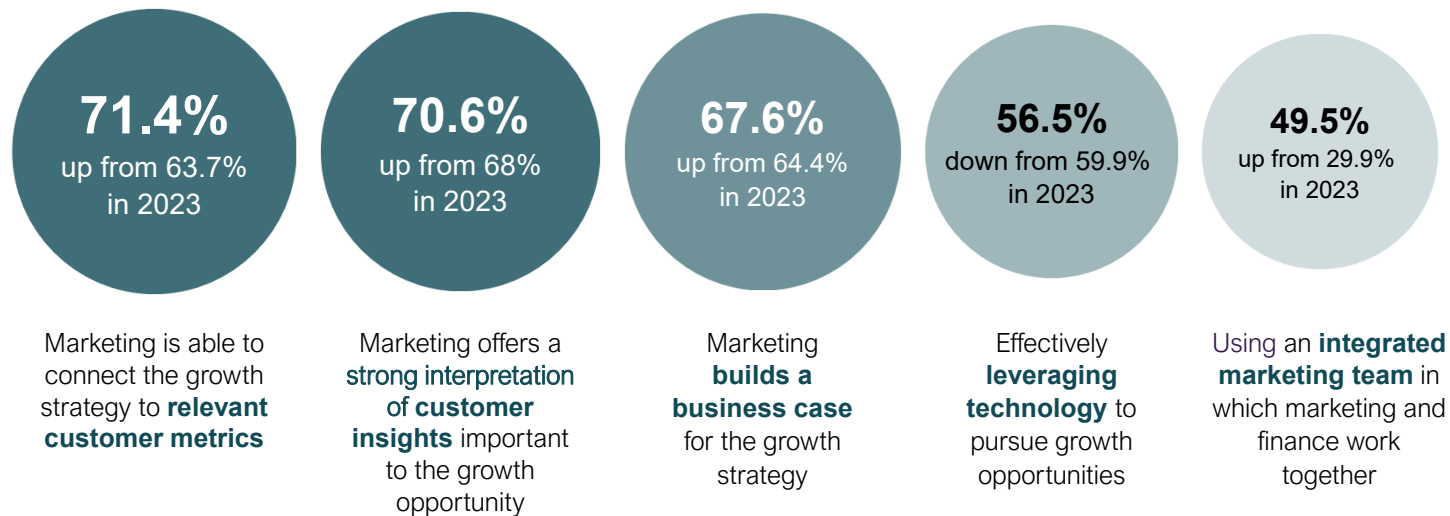 71.4%
up from 63.7%
in 2023
Marketing is able to
connect the growth
strategy to relevant
customer metrics
70.6%
up from 68%
in 2023
Marketing offers a
strong interpretation
of customer
insights important
to the growth
opportunity
67.6%
up from 64.4%
in 2023
Marketing
builds a
business case
for the growth
strategy
56.5%
down from 59.9%
in 2023
Effectively
leveraging
technology to
pursue growth
opportunities
49.5%
up from 29.9%
in 2023
Using an integrated
marketing team in
which marketing and
finance work
together